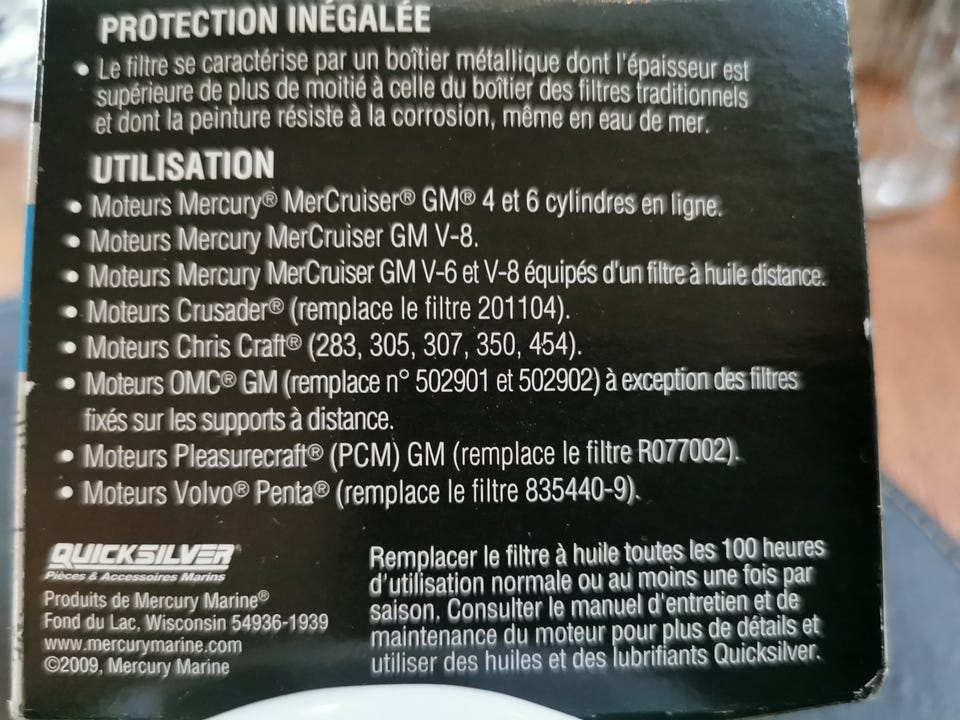 PROTECTION INÉGALÉE
• Le filtre se caractérise par un boîtier métallique dont l'épaisseur est
supérieure de plus de moitié à celle du boîtier des filtres traditionnels
et dont la peinture résiste à la corrosion, même en eau de mer.
UTILISATION
• Moteurs Mercury® MerCruiser® GM® 4 et 6 cylindres en ligne.
• Moteurs Mercury MerCruiser GM V-8.
• Moteurs Mercury MerCruiser GM V-6 et V-8 équipés d'un filtre à huile distance.
• Moteurs Crusader® (remplace le filtre 201104).
• Moteurs Chris Craft® (283, 305, 307, 350, 454).
• Moteurs OMC® GM (remplace n° 502901 et 502902) à exception des filtres
fixés sur les supports à distance.
• Moteurs Pleasurecraft® (PCM) GM (remplace le filtre R077002).
• Moteurs Volvo® Penta® (remplace le filtre 835440-9).
QUICKSILVER®
Pièces & Accessoires Marins
Produits de Mercury Marine®
Fond du Lac, Wisconsin 54936-1939
www.mercurymarine.com
©2009, Mercury Marine
Remplacer le filtre à huile toutes les 100 heures
d'utilisation normale ou au moins une fois par
saison. Consulter le manuel d'entretien et de
maintenance du moteur pour plus de détails et
utiliser des huiles et des lubrifiants Quicksilver.